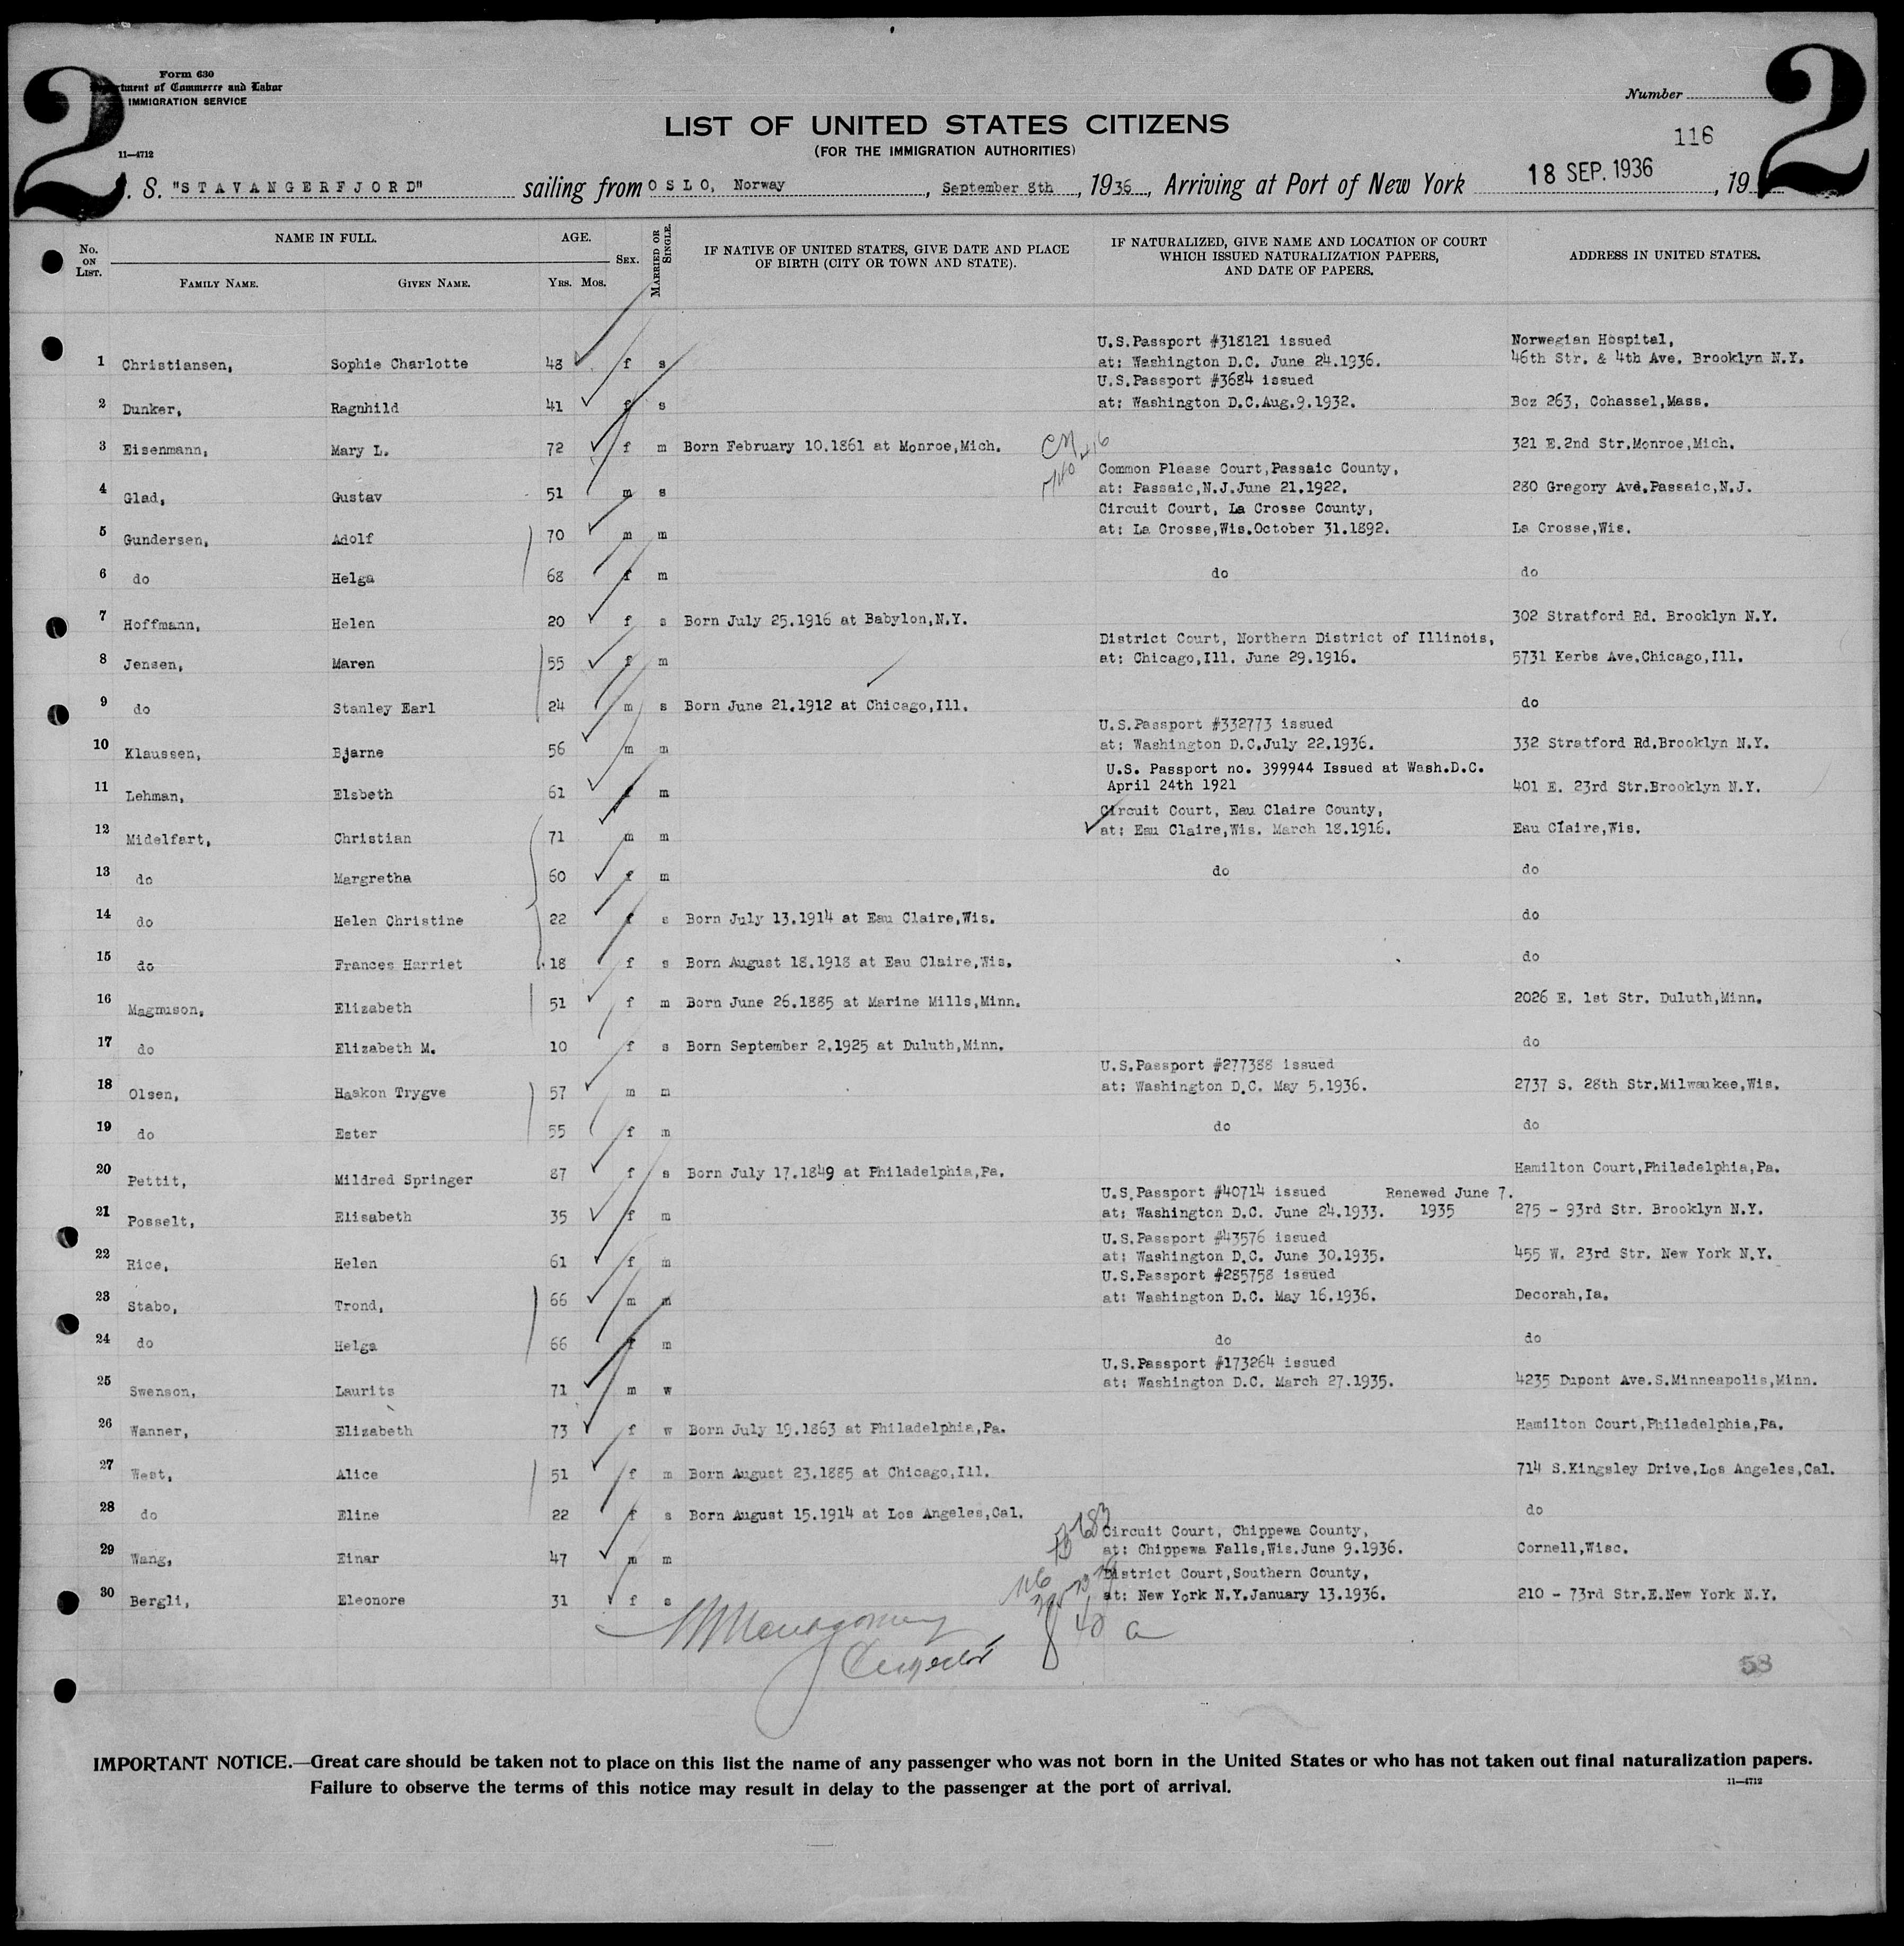 2
2
Form 630
Department of Commerce and Labor
IMMIGRATION SERVICE
11—4712
Number
LIST OF UNITED STATES CITIZENS
(FOR THE IMMIGRATION AUTHORITIES)
116
S. "STAVANGERFJORD" sailing from OSLO, Norway, September 8th, 1936, Arriving at Port of New York 18 SEP. 1936, 19
No. ON LIST. NAME IN FULL. FAMILY NAME. GIVEN NAME. AGE. YRS. MOS. SEX. MARRIED OR SINGLE. IF NATIVE OF UNITED STATES, GIVE DATE AND PLACE OF BIRTH (CITY OR TOWN AND STATE). IF NATURALIZED, GIVE NAME AND LOCATION OF COURT WHICH ISSUED NATURALIZATION PAPERS, AND DATE OF PAPERS. ADDRESS IN UNITED STATES.
1 Christiansen, Sophie Charlotte 48 f s U.S.Passport #318121 issued at: Washington D.C. June 24.1936. Norwegian Hospital, 46th Str. & 4th Ave. Brooklyn N.Y.
2 Dunker, Ragnhild 41 f s U.S.Passport #3684 issued at: Washington D.C.Aug.9.1932. Boz 263, Cohassel,Mass.
3 Eisenmann, Mary L. 72 f m Born February 10.1861 at Monroe,Mich. 321 E.2nd Str.Monroe,Mich.
4 Glad, Gustav 51 m s Common Please Court,Passaic County, at: Passaic,N.J.June 21.1922. 280 Gregory Ave.Passaic,N.J.
5 Gundersen, Adolf 70 m m Circuit Court, La Crosse County, at: La Crosse,Wis.October 31.1892. La Crosse,Wis.
6 do Helga 68 f m do do
7 Hoffmann, Helen 20 f s Born July 25.1916 at Babylon,N.Y. 302 Stratford Rd. Brooklyn N.Y.
8 Jensen, Maren 55 f m District Court, Northern District of Illinois, at: Chicago,Ill. June 29.1916. 5731 Kerbs Ave.Chicago,Ill.
9 do Stanley Earl 24 m s Born June 21.1912 at Chicago,Ill. do
10 Klaussen, Bjarne 56 m m U.S.Passport #332773 issued at: Washington D.C.July 22.1936. 332 Stratford Rd.Brooklyn N.Y.
11 Lehman, Elsbeth 61 f m U.S. Passport no. 399944 Issued at Wash.D.C. April 24th 1921 401 E. 23rd Str.Brooklyn N.Y.
12 Midelfart, Christian 71 m m Circuit Court, Eau Claire County, at: Eau Claire,Wis. March 18.1916. Eau Claire,Wis.
13 do Margretha 60 f m do do
14 do Helen Christine 22 f s Born July 13.1914 at Eau Claire,Wis. do
15 do Frances Harriet 18 f s Born August 18.1918 at Eau Claire,Wis. do
16 Magnuson, Elizabeth 51 f m Born June 26.1885 at Marine Mills,Minn. 2026 E. 1st Str. Duluth,Minn.
17 do Elizabeth M. 10 f s Born September 2.1925 at Duluth,Minn. do
18 Olsen, Haakon Trygve 57 m m U.S.Passport #277388 issued at: Washington D.C. May 5.1936. 2737 S. 28th Str.Milwaukee,Wis.
19 do Ester 55 f m do do
20 Pettit, Mildred Springer 87 f s Born July 17.1849 at Philadelphia,Pa. Hamilton Court,Philadelphia,Pa.
21 Posselt, Elisabeth 35 f m U.S.Passport #40714 issued at: Washington D.C. June 24.1933. Renewed June 7. 1935 275 - 93rd Str. Brooklyn N.Y.
22 Rice, Helen 61 f m U.S.Passport #43576 issued at: Washington D.C. June 30.1935. 455 W. 23rd Str. New York N.Y.
23 Stabo, Trond, 66 m m U.S.Passport #285758 issued at: Washington D.C. May 16.1936. Decorah,Ia.
24 do Helga 66 f m do do
25 Swenson, Laurits 71 m w U.S.Passport #173264 issued at: Washington D.C. March 27.1935. 4235 Dupont Ave.S.Minneapolis,Minn.
26 Wanner, Elizabeth 73 f w Born July 19.1863 at Philadelphia,Pa. Hamilton Court,Philadelphia,Pa.
27 West, Alice 51 f m Born August 23.1885 at Chicago,Ill. 714 S.Kingsley Drive,Los Angeles,Cal.
28 do Eline 22 f s Born August 15.1914 at Los Angeles,Cal. do
29 Wang, Einar 47 m m Circuit Court, Chippewa County, at: Chippewa Falls,Wis.June 9.1936. Cornell,Wisc.
30 Bergli, Eleonore 31 f s District Court,Southern County, at: New York N.Y.January 13.1936. 210 - 73rd Str.E.New York N.Y.
Montgomery
Inspector
58
IMPORTANT NOTICE.—Great care should be taken not to place on this list the name of any passenger who was not born in the United States or who has not taken out final naturalization papers.
Failure to observe the terms of this notice may result in delay to the passenger at the port of arrival.
11—4712